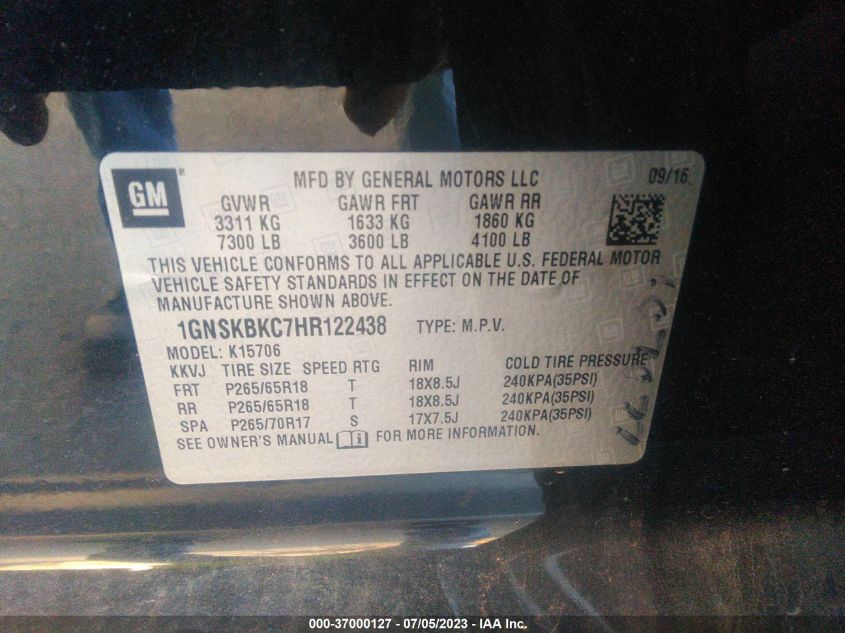 GM ®
MFD BY GENERAL MOTORS LLC 09/16
GVWR GAWR FRT GAWR RR
3311 KG 1633 KG 1860 KG
7300 LB 3600 LB 4100 LB
THIS VEHICLE CONFORMS TO ALL APPLICABLE U.S. FEDERAL MOTOR
VEHICLE SAFETY STANDARDS IN EFFECT ON THE DATE OF
MANUFACTURE SHOWN ABOVE.
1GNSKBKC7HR122438 TYPE: M.P.V.
MODEL: K15706
KKVJ TIRE SIZE SPEED RTG RIM COLD TIRE PRESSURE
FRT P265/65R18 T 18X8.5J 240KPA(35PSI)
RR P265/65R18 T 18X8.5J 240KPA(35PSI)
SPA P265/70R17 S 17X7.5J 240KPA(35PSI)
SEE OWNER'S MANUAL FOR MORE INFORMATION.
000-37000127 - 07/05/2023 - IAA Inc.